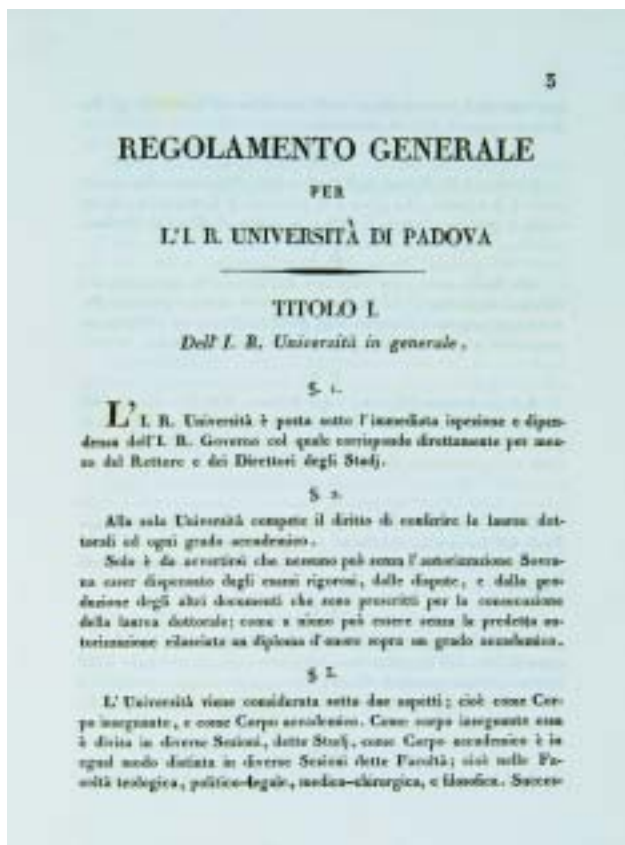 3
REGOLAMENTO GENERALE
PER
L'I. R. UNIVERSITÀ DI PADOVA
TITOLO I.
Dell' I. R. Università in generale.
§. 1.
L' I. R. Università è posta sotto l'immediata ispezione e dipen-
denza dell'I. R. Governo col quale corrisponde direttamente per mez-
zo del Rettore e dei Direttori degli Studj.
§ 2.
Alla sola Università compete il diritto di conferire le lauree dot-
torali ed ogni grado accademico.
Solo è da avvertirsi che nessuno può senza l'autorizzazione Sovra-
na esser dispensato dagli esami rigorosi, dalle dispute, e dalla pro-
duzione degli altri documenti che sono prescritti per la consecuzione
della laurea dottorale; come a niuno può essere senza la predetta au-
torizzazione rilasciato un diploma d'onore sopra un grado accademico.
§ 3.
L' Università viene considerata sotto due aspetti; cioè come Cor-
po insegnante, e come Corpo accademico. Come corpo insegnante essa
è divisa in diverse Sezioni, dette Studj, come Corpo accademico è in
egual modo distinta in diverse Sezioni dette Facoltà; cioè nelle Fa-
coltà teologica, politico-legale, medico-chirurgica, e filosofica. Succes-